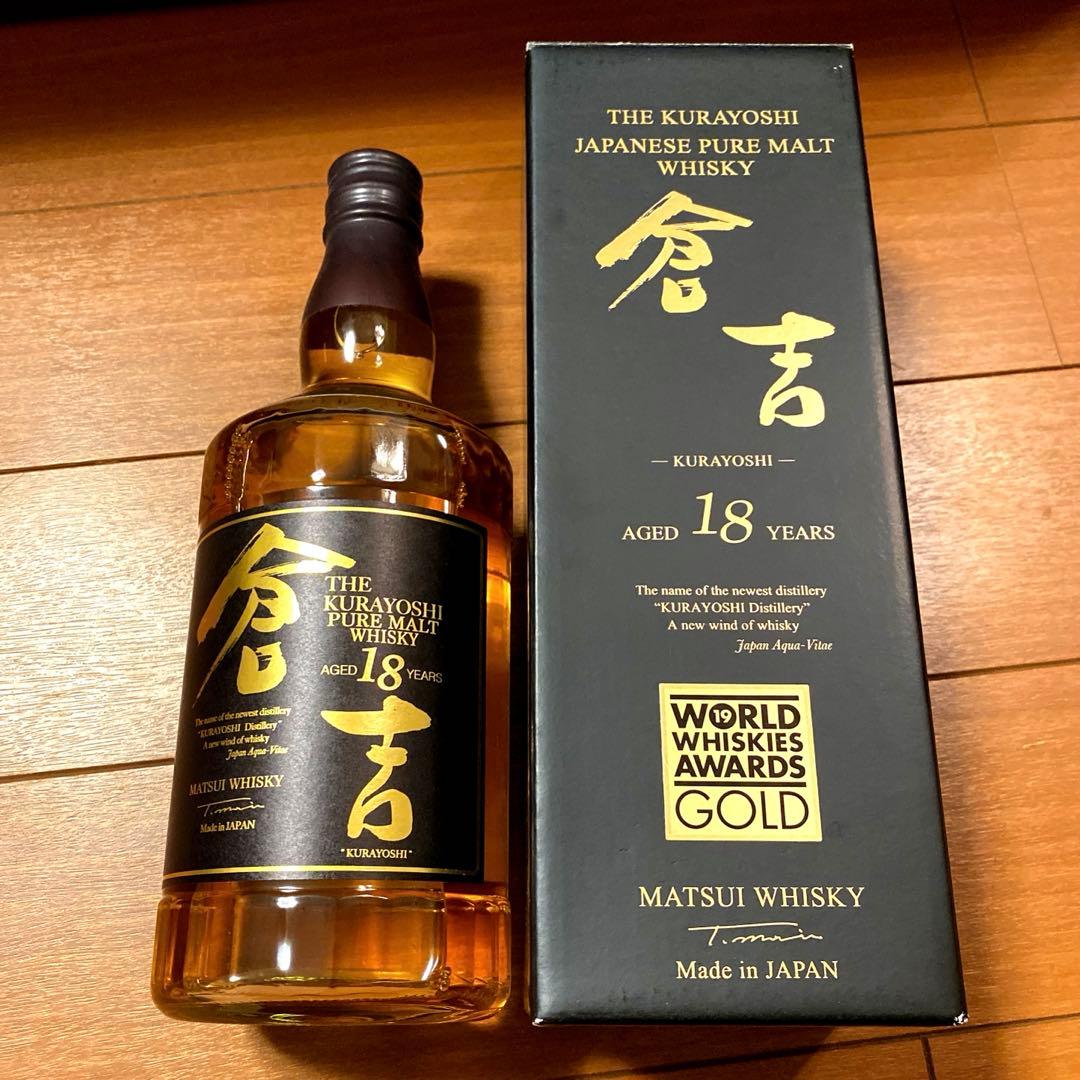 倉吉
THE
KURAYOSHI
PURE MALT
WHISKY
AGED 18 YEARS
The name of the newest distillery
"KURAYOSHI Distillery"
A new wind of whisky
Japan Aqua-Vitae
MATSUI WHISKY
Made in JAPAN
"KURAYOSHI"
THE KURAYOSHI
JAPANESE PURE MALT
WHISKY
倉吉
— KURAYOSHI —
AGED 18 YEARS
The name of the newest distillery
"KURAYOSHI Distillery"
A new wind of whisky
Japan Aqua-Vitae
WORLD
19
WHISKIES
AWARDS
GOLD
MATSUI WHISKY
Made in JAPAN